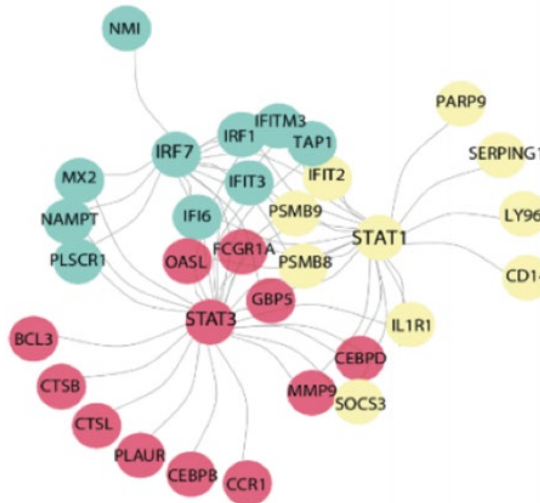 NMI
PARP9
IFITM3
IRF1
TAP1
IRF7
SERPING1
MX2
IFIT3
IFIT2
NAMPT
IFI6
PSMB9
LY96
STAT1
PLSCR1
OASL
FCGR1A
PSMB8
CD14
GBP5
STAT3
IL1R1
BCL3
CEBPD
CTSB
MMP9
SOCS3
CTSL
PLAUR
CEBPB
CCR1